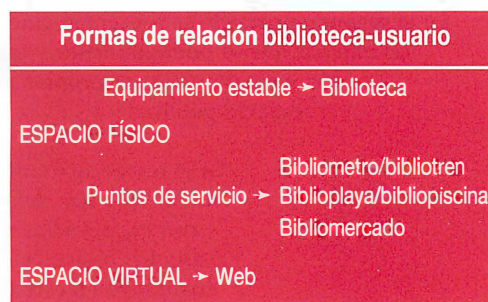 Formas de relación biblioteca-usuario
Equipamiento estable → Biblioteca
ESPACIO FÍSICO
Bibliometro/bibliotren
Puntos de servicio → Biblioplaya/bibliopiscina
Bibliomercado
ESPACIO VIRTUAL → Web